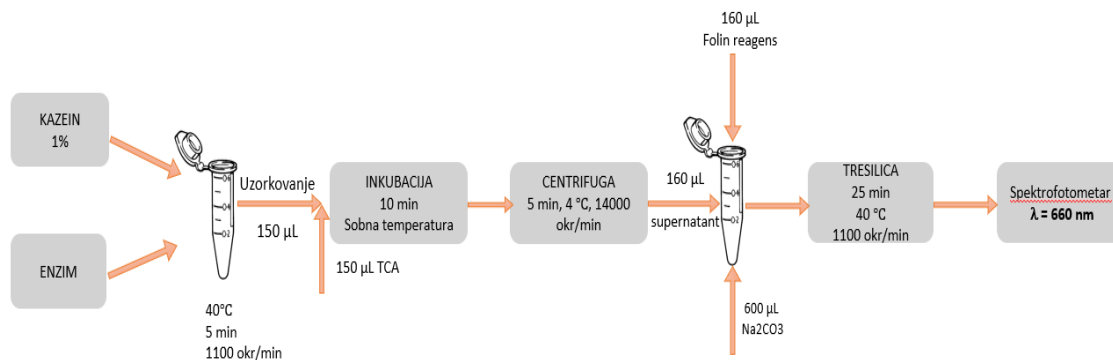 KAZEIN
1%
ENZIM
40°C
5 min
1100 okr/min
Uzorkovanje
150 µL
150 µL TCA
INKUBACIJA
10 min
Sobna temperatura
CENTRIFUGA
5 min, 4 °C, 14000
okr/min
160 µL
supernatant
160 µL
Folin reagens
600 µL
Na2CO3
TRESILICA
25 min
40 °C
1100 okr/min
Spektrofotometar
λ = 660 nm